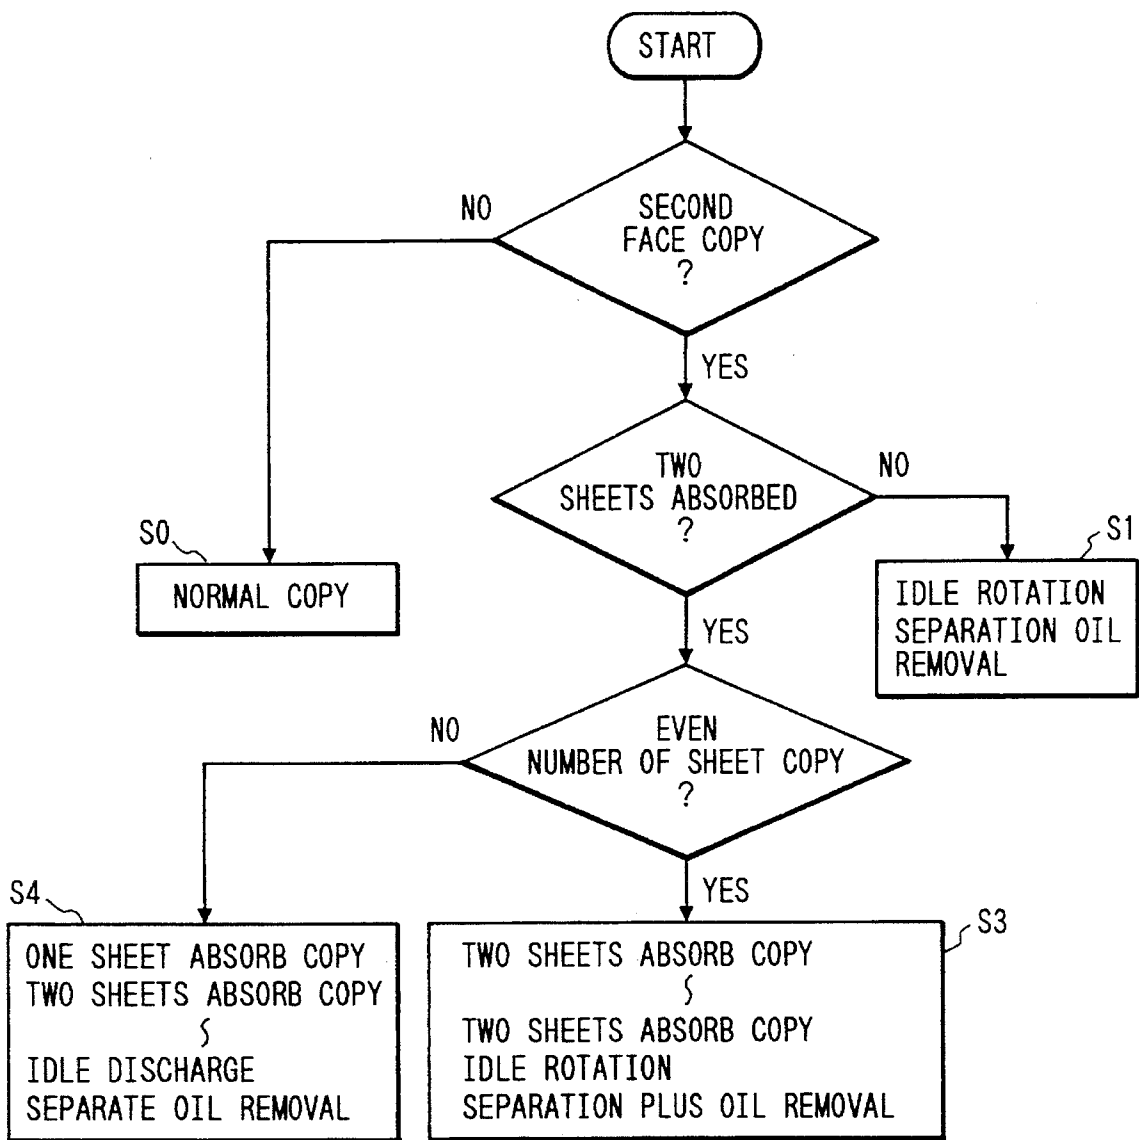 START
NO
SECOND
FACE COPY
?
YES
TWO
SHEETS ABSORBED
?
NO
S0
NORMAL COPY
S1
IDLE ROTATION
SEPARATION OIL
REMOVAL
YES
NO
EVEN
NUMBER OF SHEET COPY
?
YES
S4
ONE SHEET ABSORB COPY
TWO SHEETS ABSORB COPY
IDLE DISCHARGE
SEPARATE OIL REMOVAL
S3
TWO SHEETS ABSORB COPY
TWO SHEETS ABSORB COPY
IDLE ROTATION
SEPARATION PLUS OIL REMOVAL